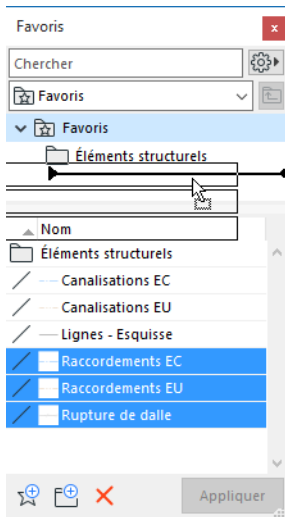 Favoris
x
Chercher
Favoris
Favoris
Éléments structurels
Nom
Éléments structurels
Canalisations EC
Canalisations EU
Lignes - Esquisse
Raccordements EC
Raccordements EU
Rupture de dalle
Appliquer